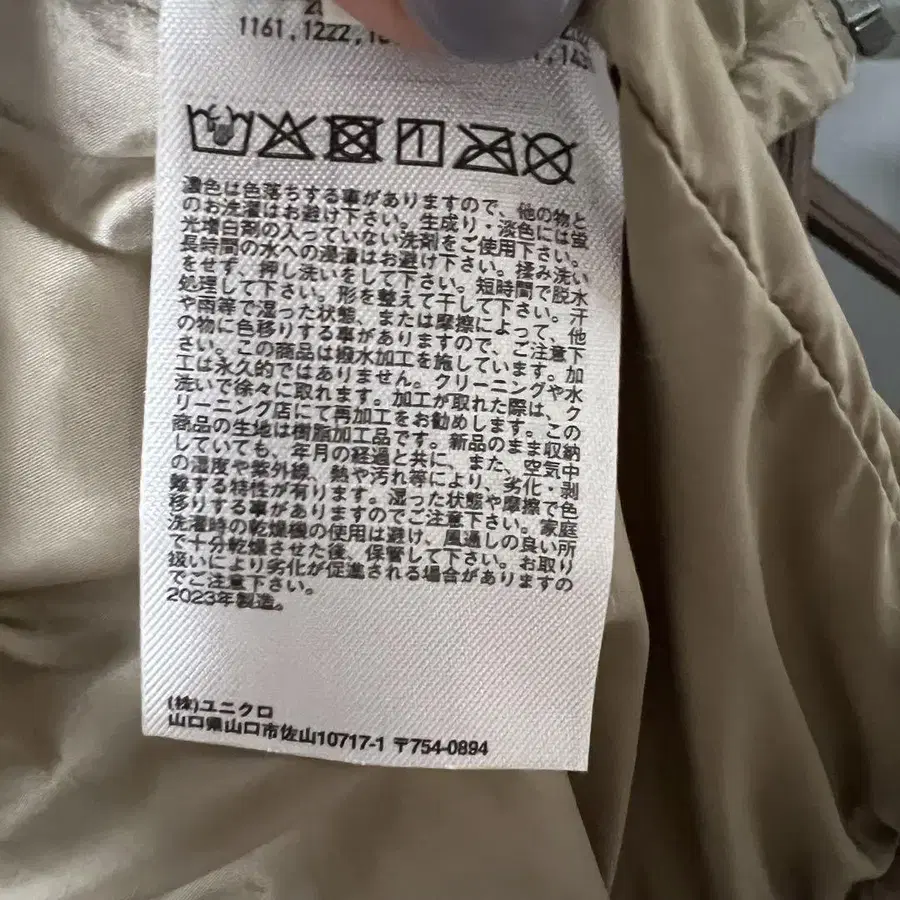 1161,1222,1
,143
濃色は色落ちする事がありますので、他の物と
のお洗濯はお避け下さい。生成り・淡色には蛍
光増白剤の入っていない洗剤をご使用下さい。
長時間の水への浸漬はお避け下さい。揉み洗い
をせず、押し洗いをして下さい。短時間で脱水
処理して下さい。形を整えて干して下さい。汗
や雨等で湿った状態、または摩擦によって、他
の物に色移りする事がありますので、ご注意下
さい。この商品は撥水加工を施しています。加
工は永久的ではありません。クリーニングや水
洗いで徐々に取れます。加工が取れた際は、ク
リーニング店にて再加工をお勧めします。この
商品の生地は樹脂加工品です。新品のまま収納
していても、年月の経過と共に、また、空気中
の湿度や紫外線、熱や汚れ等により、劣化・剥
離する特性が有ります。湿った状態や摩擦で色
移りする事がありますのでご注意下さい。家庭
洗濯時の乾燥機の使用は避け、風通しの良い所
で十分乾燥させた後、保管して下さい。お取り
扱いにより劣化が促進される場合がありますの
でご注意下さい。
2023年製造。
(株)ユニクロ
山口県山口市佐山10717-1 〒754-0894